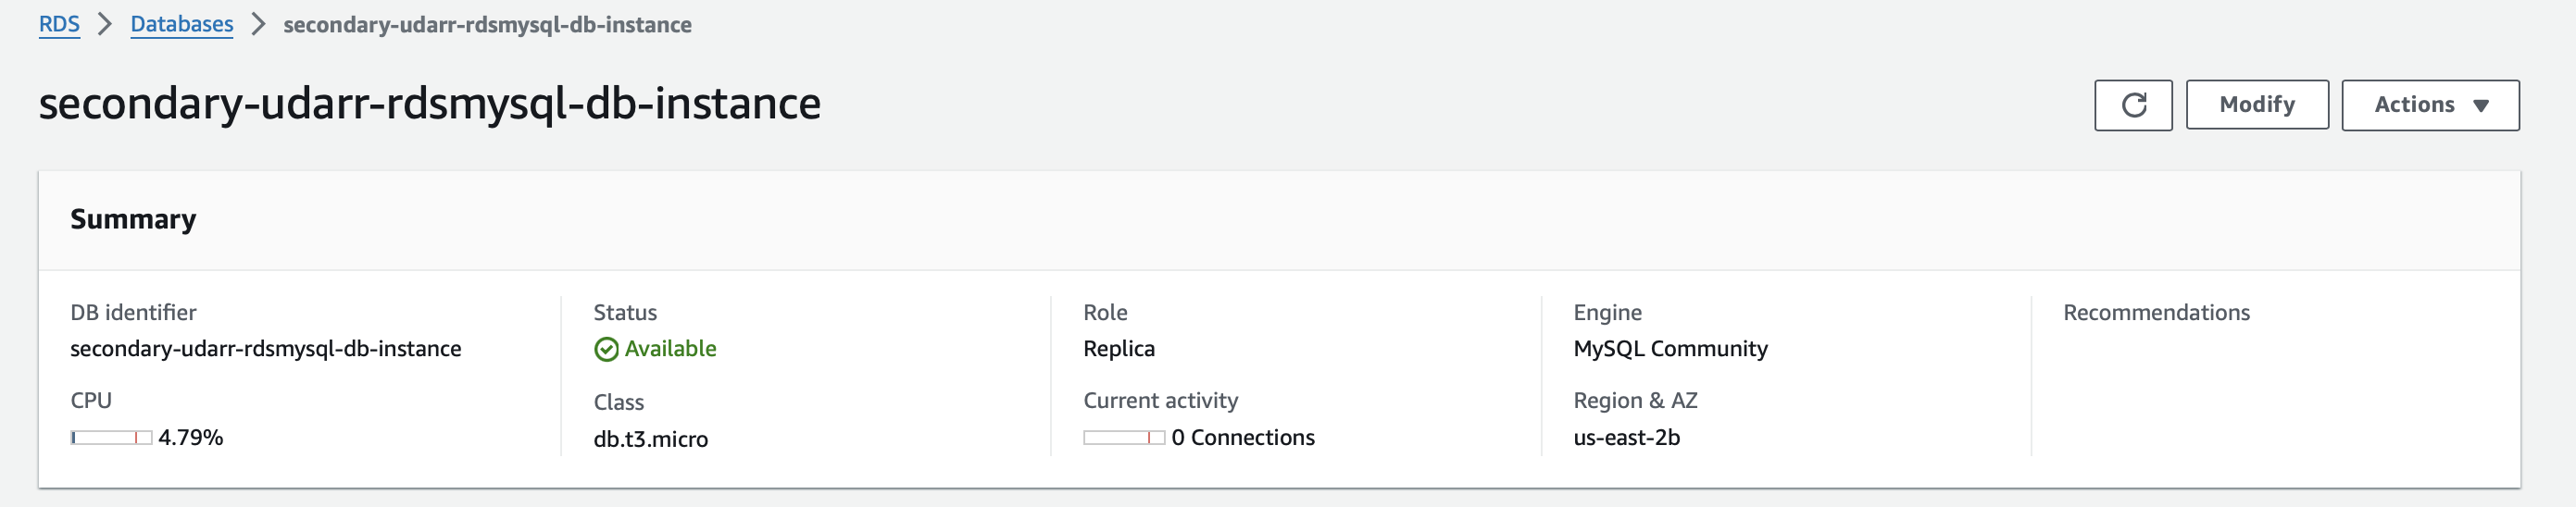 RDS > Databases > secondary-udarr-rdsmysql-db-instance
secondary-udarr-rdsmysql-db-instance
Modify
Actions
Summary
DB identifier
secondary-udarr-rdsmysql-db-instance
CPU
4.79%
Status
Available
Class
db.t3.micro
Role
Replica
Current activity
0 Connections
Engine
MySQL Community
Region & AZ
us-east-2b
Recommendations